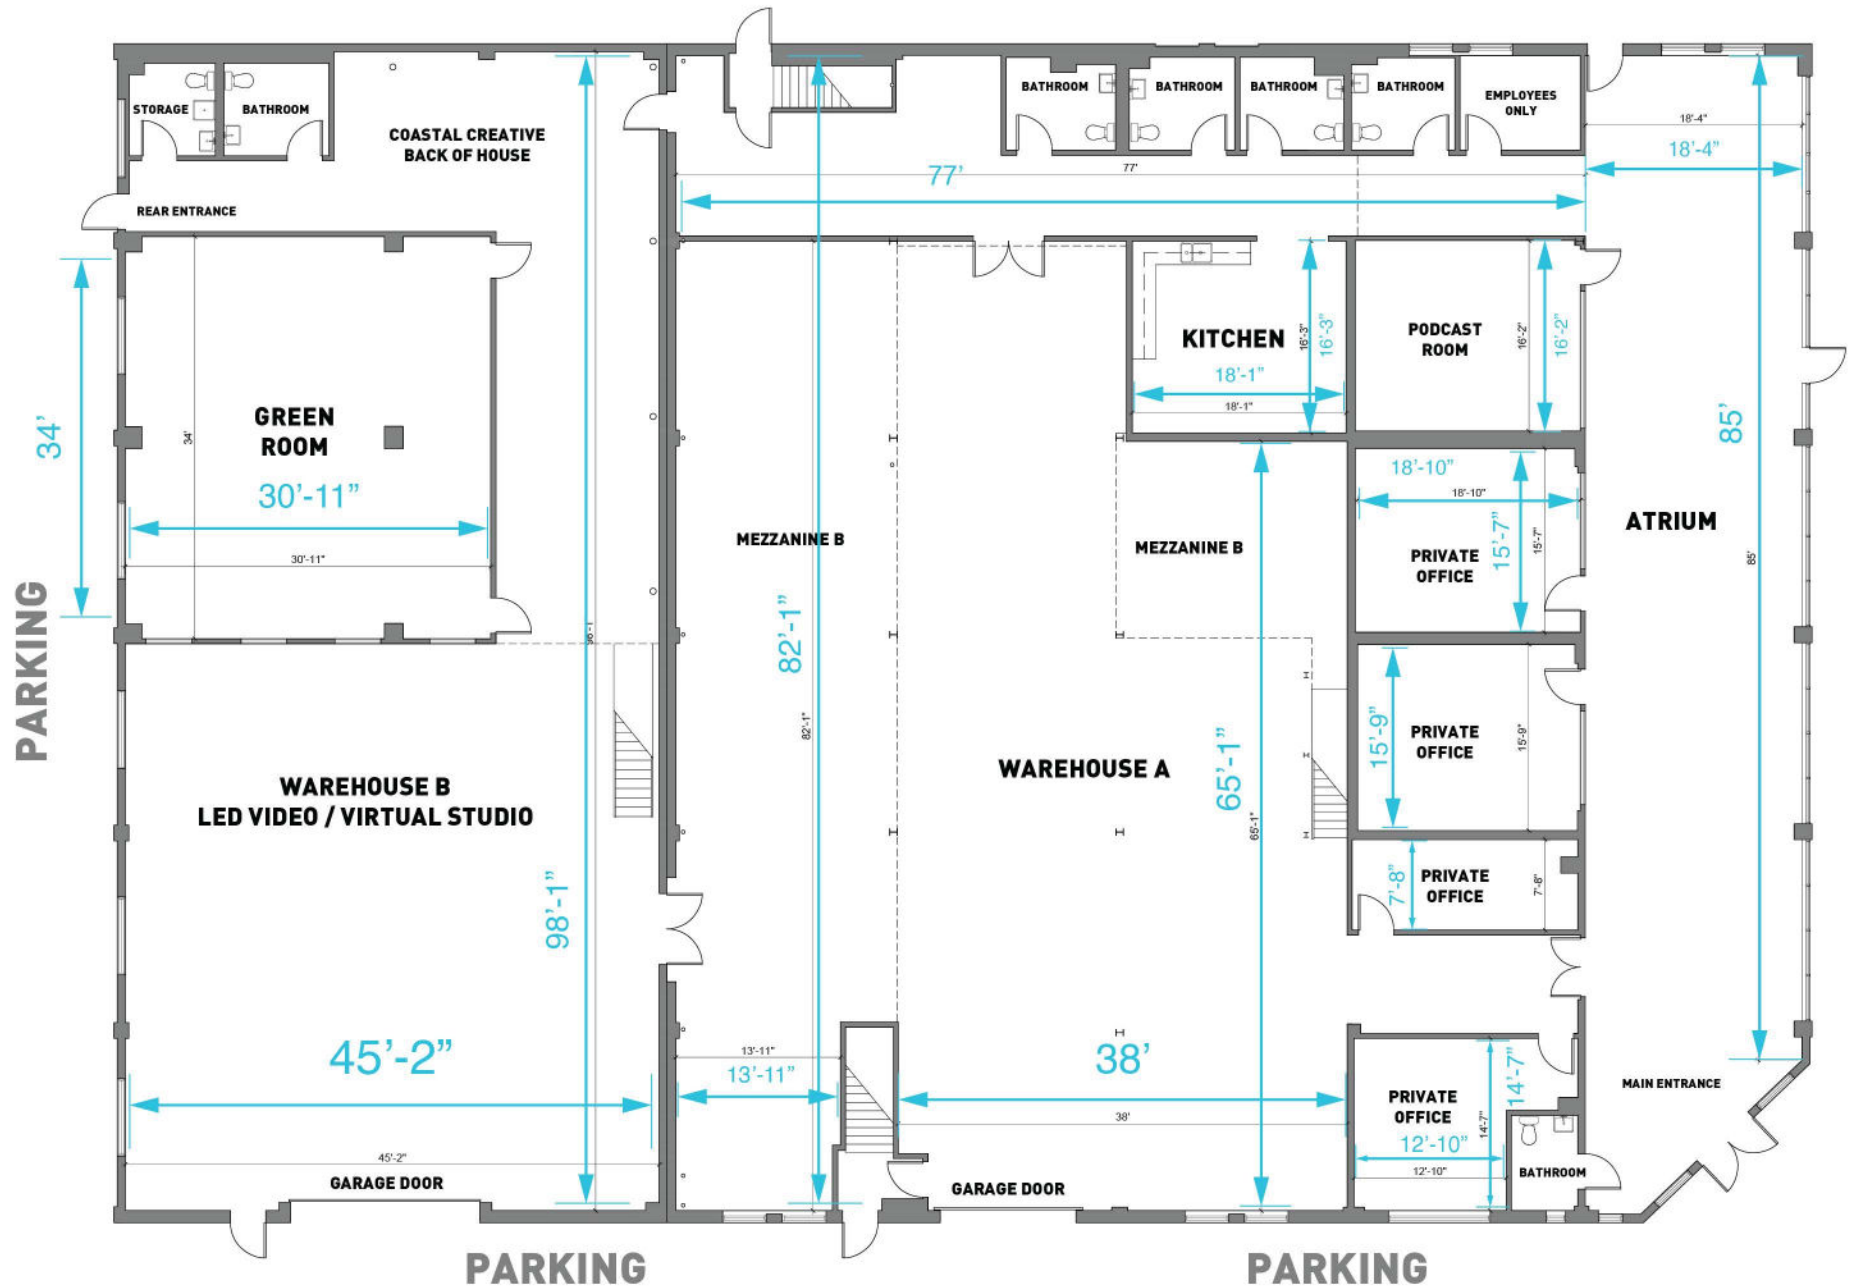 STORAGE
BATHROOM
COASTAL CREATIVE
BACK OF HOUSE
REAR ENTRANCE
BATHROOM
BATHROOM
BATHROOM
BATHROOM
EMPLOYEES
ONLY
18'-4"
18'-4"
77'
77'
GREEN
ROOM
34'
34'
30'-11"
30'-11"
KITCHEN
16'-3"
16'-3"
18'-1"
18'-1"
PODCAST
ROOM
16'-2"
16'-2"
85'
85'
ATRIUM
18'-10"
18'-10"
15'-7"
15'-7"
PRIVATE
OFFICE
MEZZANINE B
MEZZANINE B
82'-1"
82'-1"
PARKING
WAREHOUSE B
LED VIDEO / VIRTUAL STUDIO
98'-1"
WAREHOUSE A
65'-1"
65'-1"
15'-9"
15'-9"
PRIVATE
OFFICE
7'-8"
7'-8"
PRIVATE
OFFICE
45'-2"
45'-2"
13'-11"
13'-11"
38'
38'
PRIVATE
OFFICE
14'-7"
14'-7"
12'-10"
12'-10"
MAIN ENTRANCE
BATHROOM
GARAGE DOOR
GARAGE DOOR
PARKING
PARKING